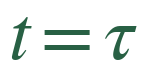 t = τ